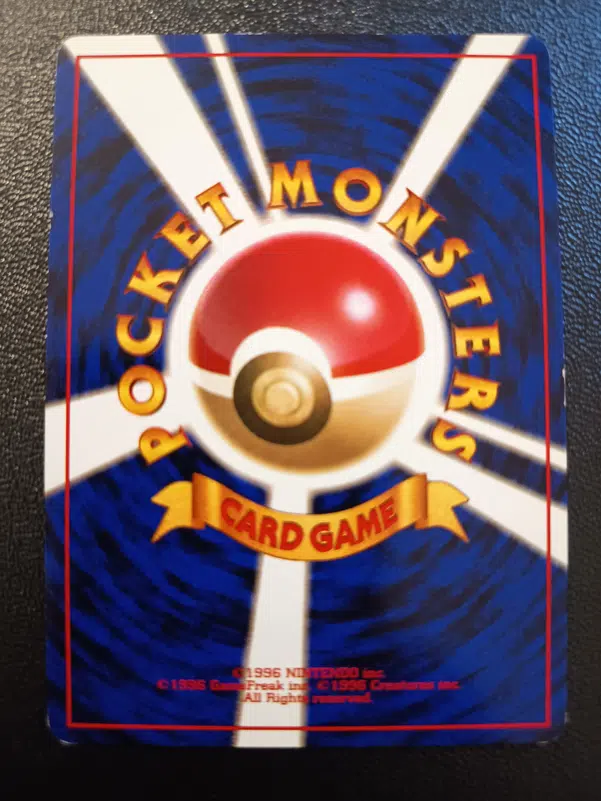 POCKET MONSTERS
CARD GAME
©1996 NINTENDO inc.
©1996 GameFreak inc. ©1996 Creatures inc.
All Rights reserved.